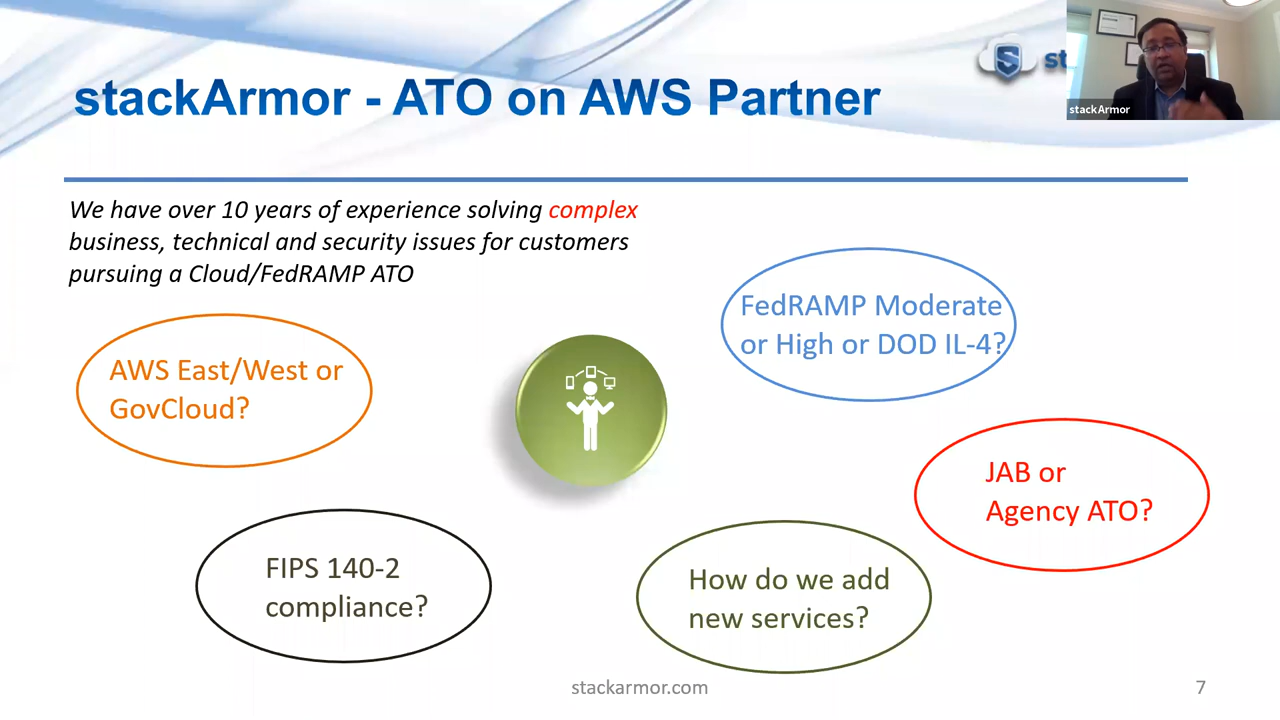 stackArmor - ATO on AWS Partner
st
stackArmor
We have over 10 years of experience solving complex
business, technical and security issues for customers
pursuing a Cloud/FedRAMP ATO
FedRAMP Moderate
or High or DOD IL-4?
AWS East/West or
GovCloud?
JAB or
Agency ATO?
FIPS 140-2
compliance?
How do we add
new services?
stackarmor.com
7